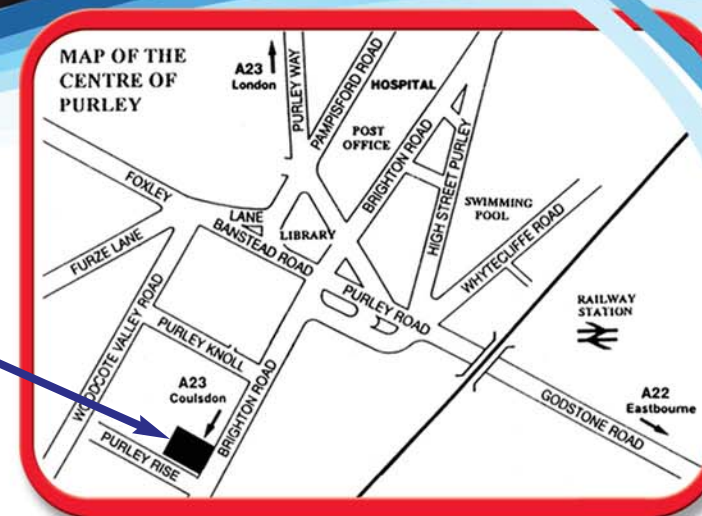 MAP OF THE
CENTRE OF
PURLEY
A23
London
PURLEY WAY
PAMPISFORD ROAD
HOSPITAL
POST
OFFICE
BRIGHTON ROAD
HIGH STREET PURLEY
SWIMMING
POOL
WHYTECLIFFE ROAD
FOXLEY
LANE
FURZE LANE
BANSTEAD ROAD
LIBRARY
PURLEY ROAD
RAILWAY
STATION
WOODCOTE VALLEY ROAD
PURLEY KNOLL
A23
Coulsdon
BRIGHTON ROAD
PURLEY RISE
GODSTONE ROAD
A22
Eastbourne